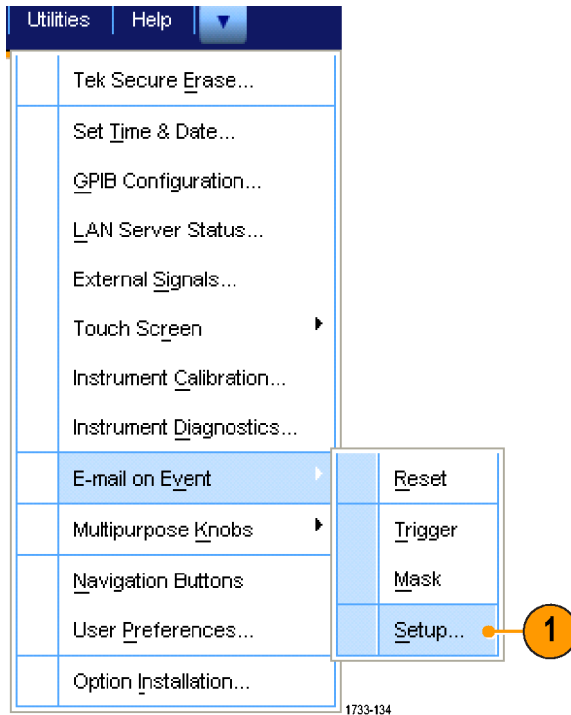 Utilities Help
Tek Secure Erase...
Set Time & Date...
GPIB Configuration...
LAN Server Status...
External Signals...
Touch Screen
Instrument Calibration...
Instrument Diagnostics...
E-mail on Event
Reset
Multipurpose Knobs
Trigger
Navigation Buttons
Mask
User Preferences...
Setup...
1
Option Installation...
1733-134